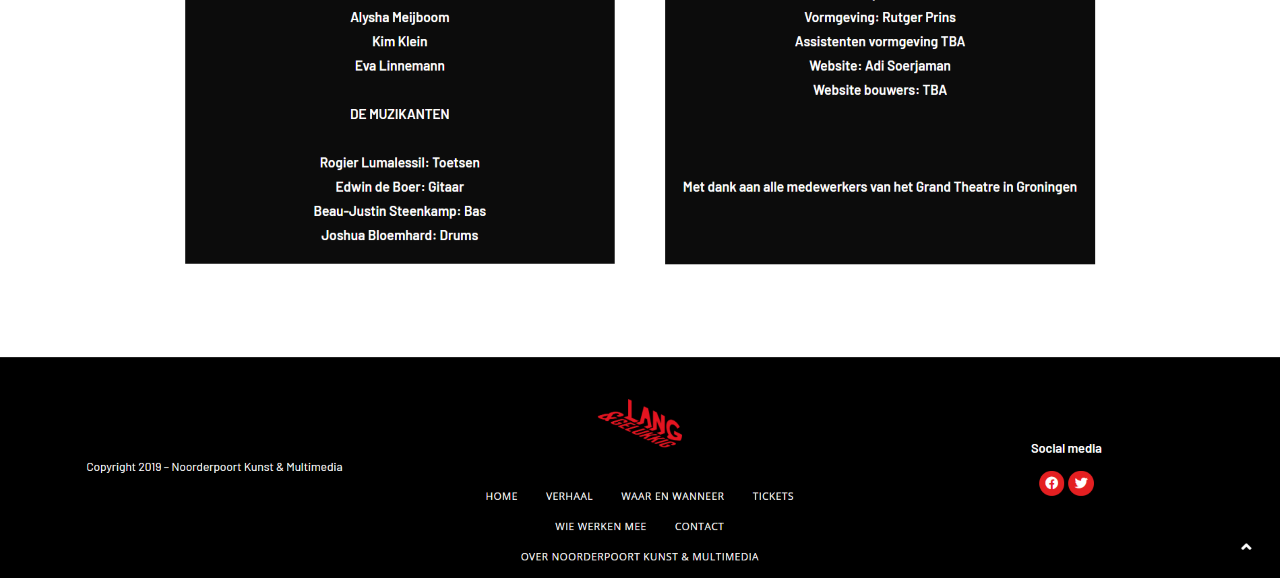 Alysha Meijboom
Kim Klein
Eva Linnemann
DE MUZIKANTEN
Rogier Lumalessil: Toetsen
Edwin de Boer: Gitaar
Beau-Justin Steenkamp: Bas
Joshua Bloemhard: Drums
Vormgeving: Rutger Prins
Assistenten vormgeving TBA
Website: Adi Soerjaman
Website bouwers: TBA
Met dank aan alle medewerkers van het Grand Theatre in Groningen
Copyright 2019 – Noorderpoort Kunst & Multimedia
LANG
& GELUKKIG
HOME VERHAAL WAAR EN WANNEER TICKETS
WIE WERKEN MEE CONTACT
OVER NOORDERPOORT KUNST & MULTIMEDIA
Social media